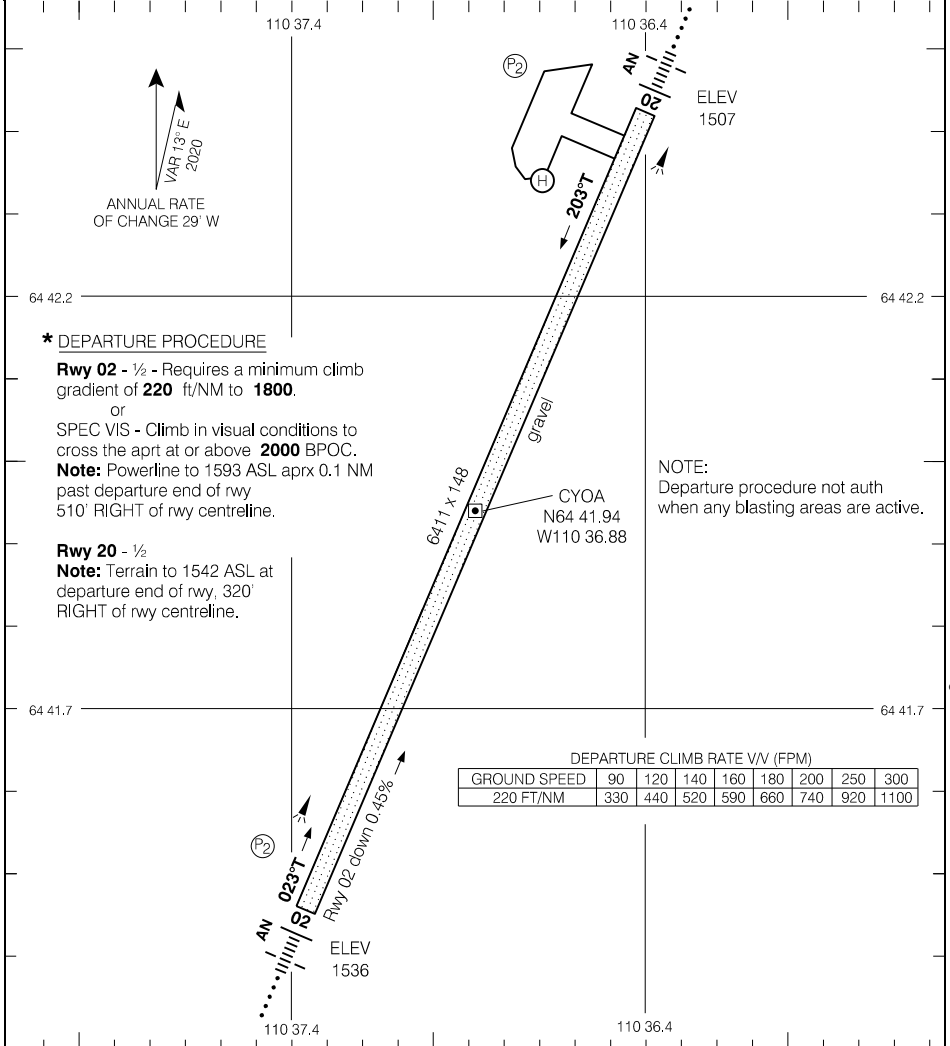 110 37.4
110 36.4
P2
AN
20
ELEV
1507
VAR 13° E
2020
ANNUAL RATE
OF CHANGE 29' W
H
203°T
64 42.2
64 42.2
* DEPARTURE PROCEDURE
Rwy 02 - ½ - Requires a minimum climb
gradient of 220 ft/NM to 1800.
or
SPEC VIS - Climb in visual conditions to
cross the aprt at or above 2000 BPOC.
Note: Powerline to 1593 ASL aprx 0.1 NM
past departure end of rwy
510' RIGHT of rwy centreline.
Rwy 20 - ½
Note: Terrain to 1542 ASL at
departure end of rwy, 320'
RIGHT of rwy centreline.
gravel
6411 x 148
CYOA
N64 41.94
W110 36.88
NOTE:
Departure procedure not auth
when any blasting areas are active.
64 41.7
64 41.7
DEPARTURE CLIMB RATE V/V (FPM)
GROUND SPEED 90 120 140 160 180 200 250 300
220 FT/NM 330 440 520 590 660 740 920 1100
P2
023°T
Rwy 02 down 0.45%
02
AN
ELEV
1536
110 37.4
110 36.4